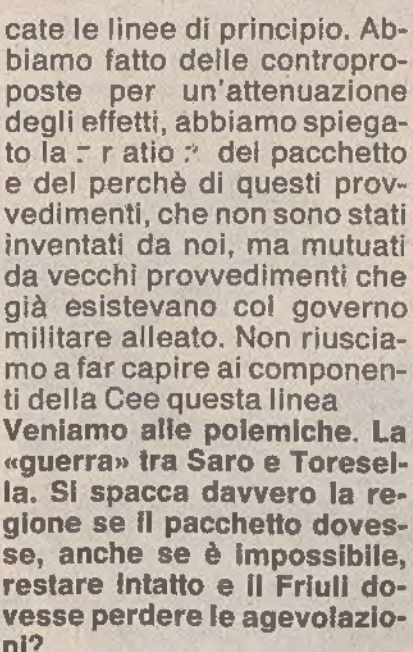 cate le linee di principio. Ab-
biamo fatto delle contropro-
poste per un'attenuazione
degli effetti, abbiamo spiega-
to la : r atio :" del pacchetto
e del perchè di questi prov-
vedimenti, che non sono stati
inventati da noi, ma mutuati
da vecchi provvedimenti che
già esistevano col governo
militare alleato. Non riuscia-
mo a far capire ai componen-
ti della Cee questa linea
Veniamo alle polemiche. La
«guerra» tra Saro e Toresel-
la. Si spacca davvero la re-
gione se il pacchetto doves-
se, anche se è impossibile,
restare intatto e il Friuli do-
vesse perdere le agevolazio-
ni?